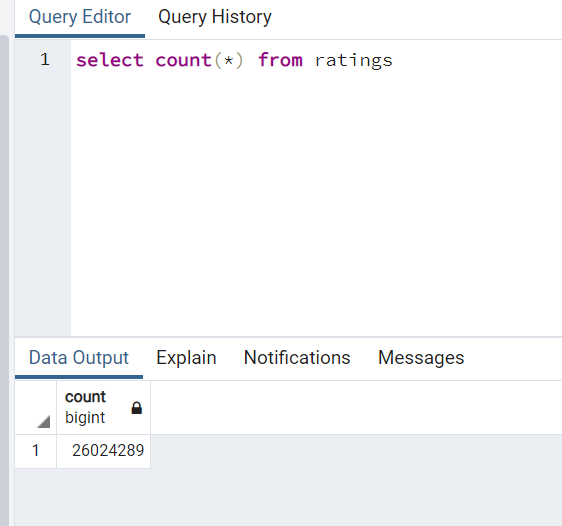 Query Editor Query History
1 select count(*) from ratings
Data Output Explain Notifications Messages
count
bigint
1 26024289